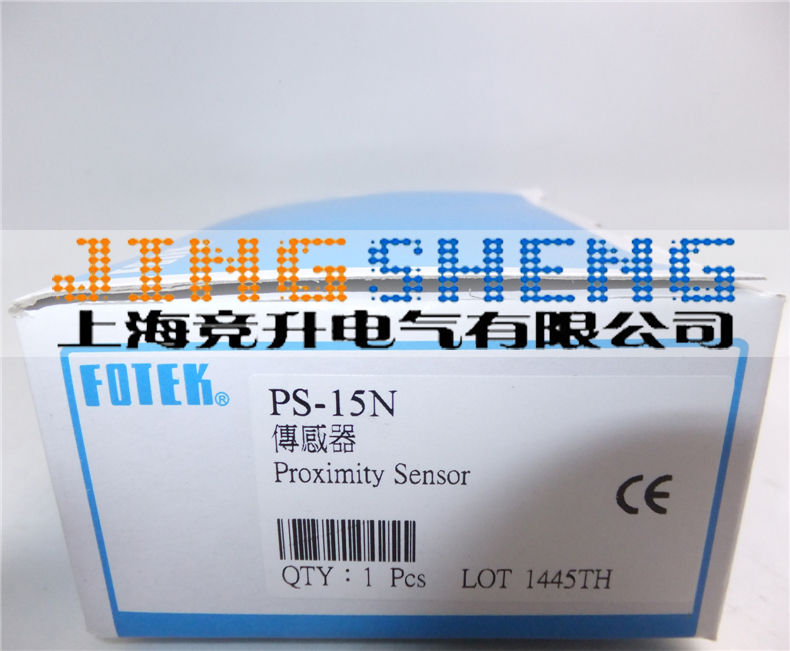 JINGSHENG
上海竞升电气有限公司
FOTEK®
PS-15N
傳感器
Proximity Sensor
CE
QTY : 1 Pcs LOT 1445TH